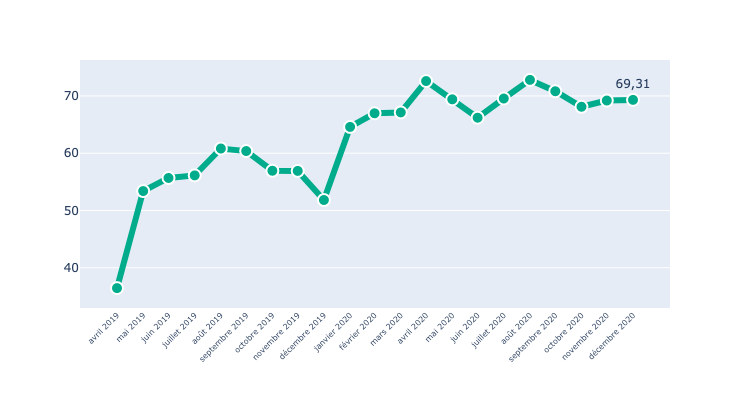 69,31
70
60
50
40
avril 2019
mai 2019
juin 2019
juillet 2019
août 2019
septembre 2019
octobre 2019
novembre 2019
décembre 2019
janvier 2020
février 2020
mars 2020
avril 2020
mai 2020
juin 2020
juillet 2020
août 2020
septembre 2020
octobre 2020
novembre 2020
décembre 2020